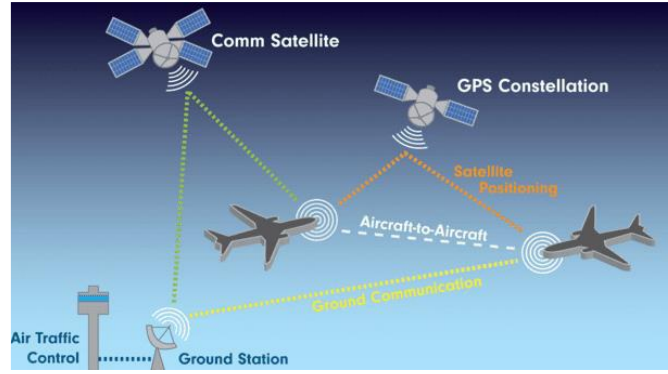 Comm Satellite
GPS Constellation
Satellite
Positioning
Aircraft-to-Aircraft
Ground Communication
Air Traffic
Control
Ground Station